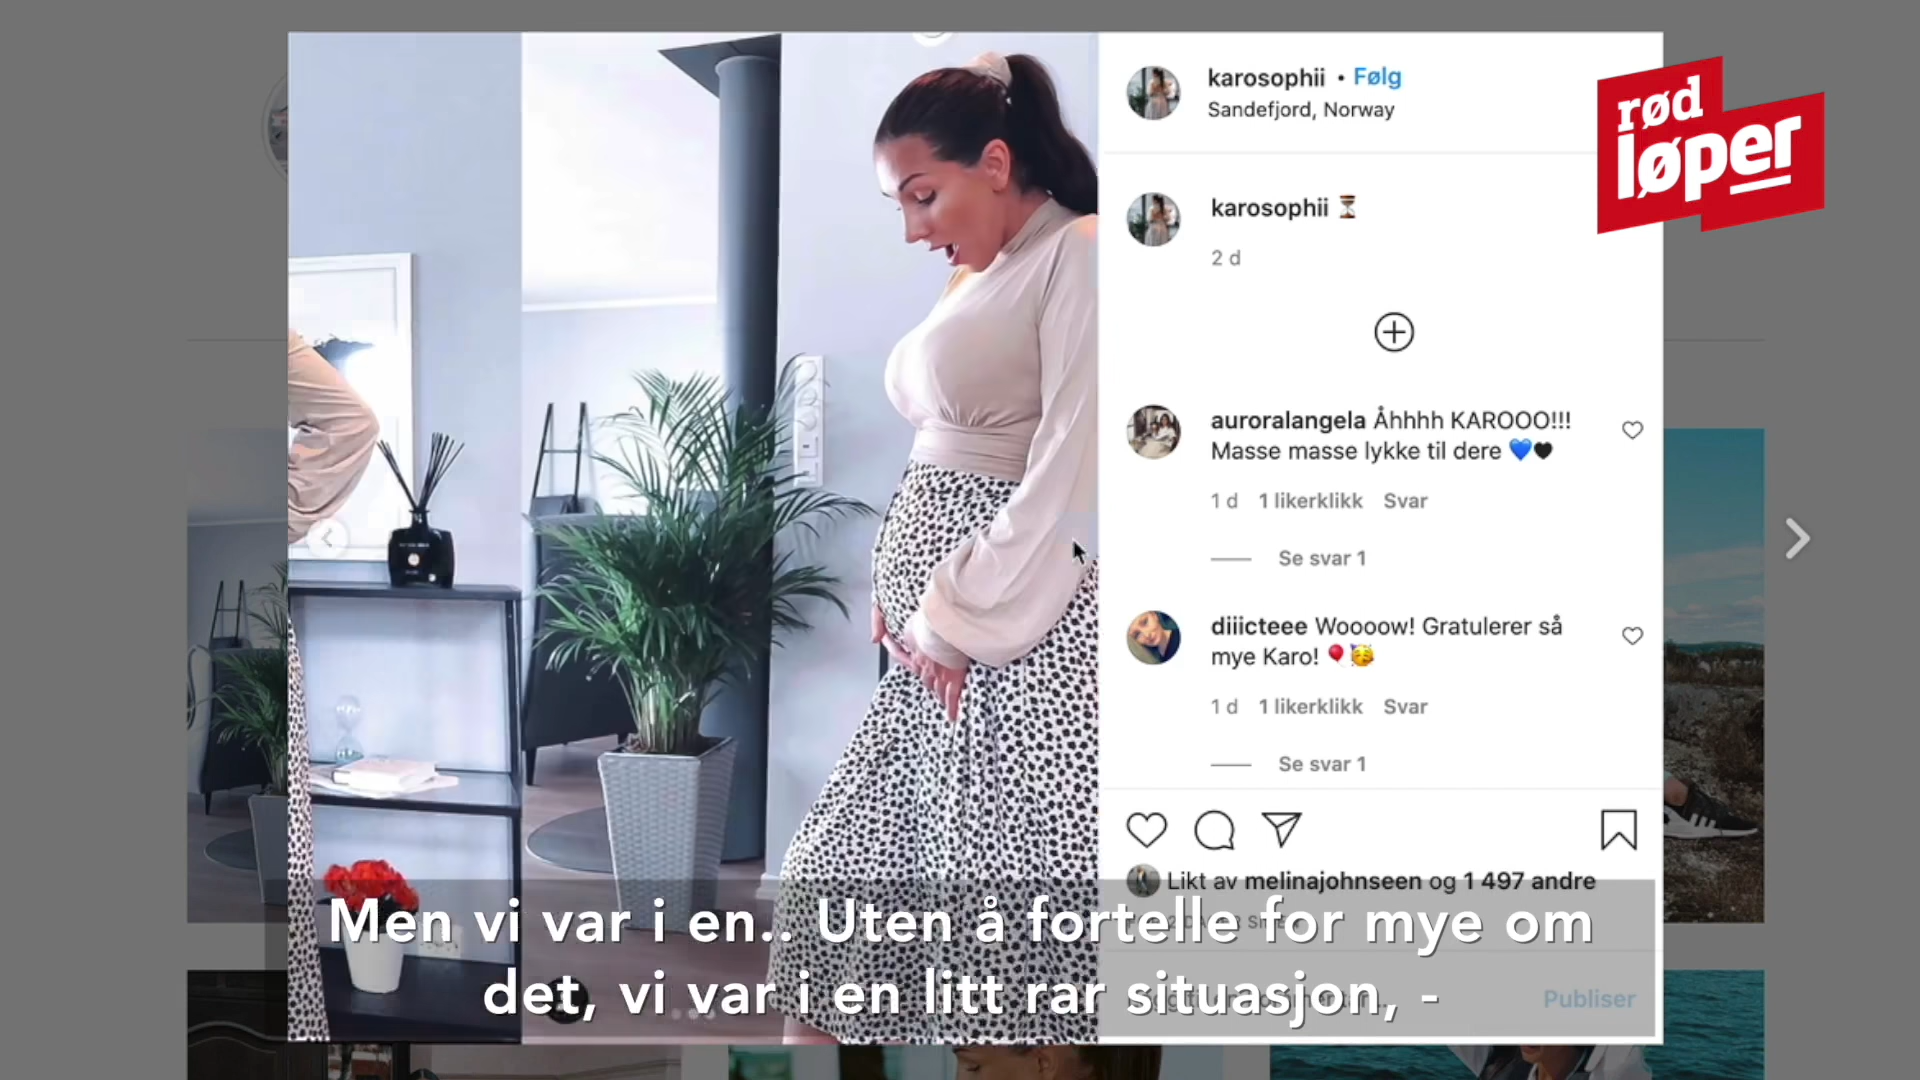 karosophii • Følg
Sandefjord, Norway
rød
løper
karosophii
2 d
auroralangela Åhhhh KAROOO!!!
Masse masse lykke til dere
1 d 1 likerklikk Svar
Se svar 1
diiicteee Woooow! Gratulerer så
mye Karo!
1 d 1 likerklikk Svar
Se svar 1
Likt av melinajohnseen og 1 497 andre
Men vi var i en.. Uten å fortelle for mye om
det, vi var i en litt rar situasjon, -
Publiser